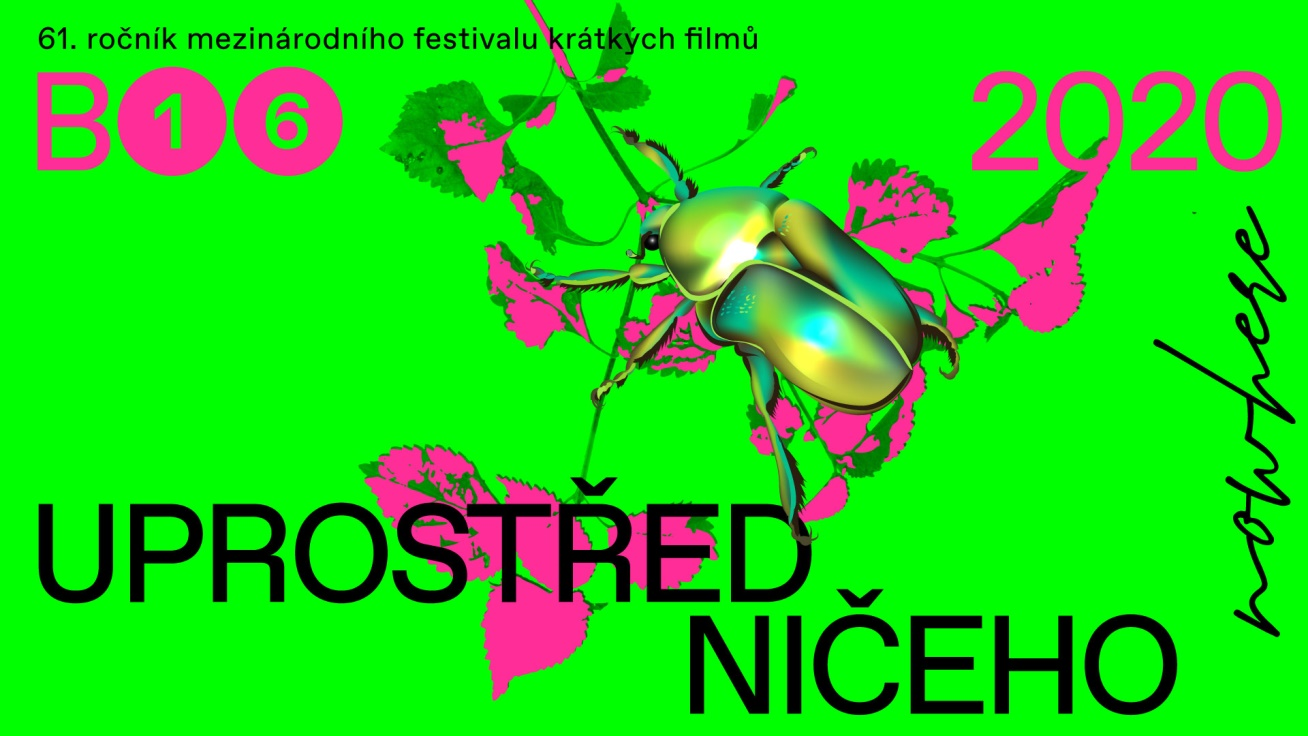 61. ročník mezinárodního festivalu krátkých filmů
B16 2020
nowhere
UPROSTŘED
NIČEHO